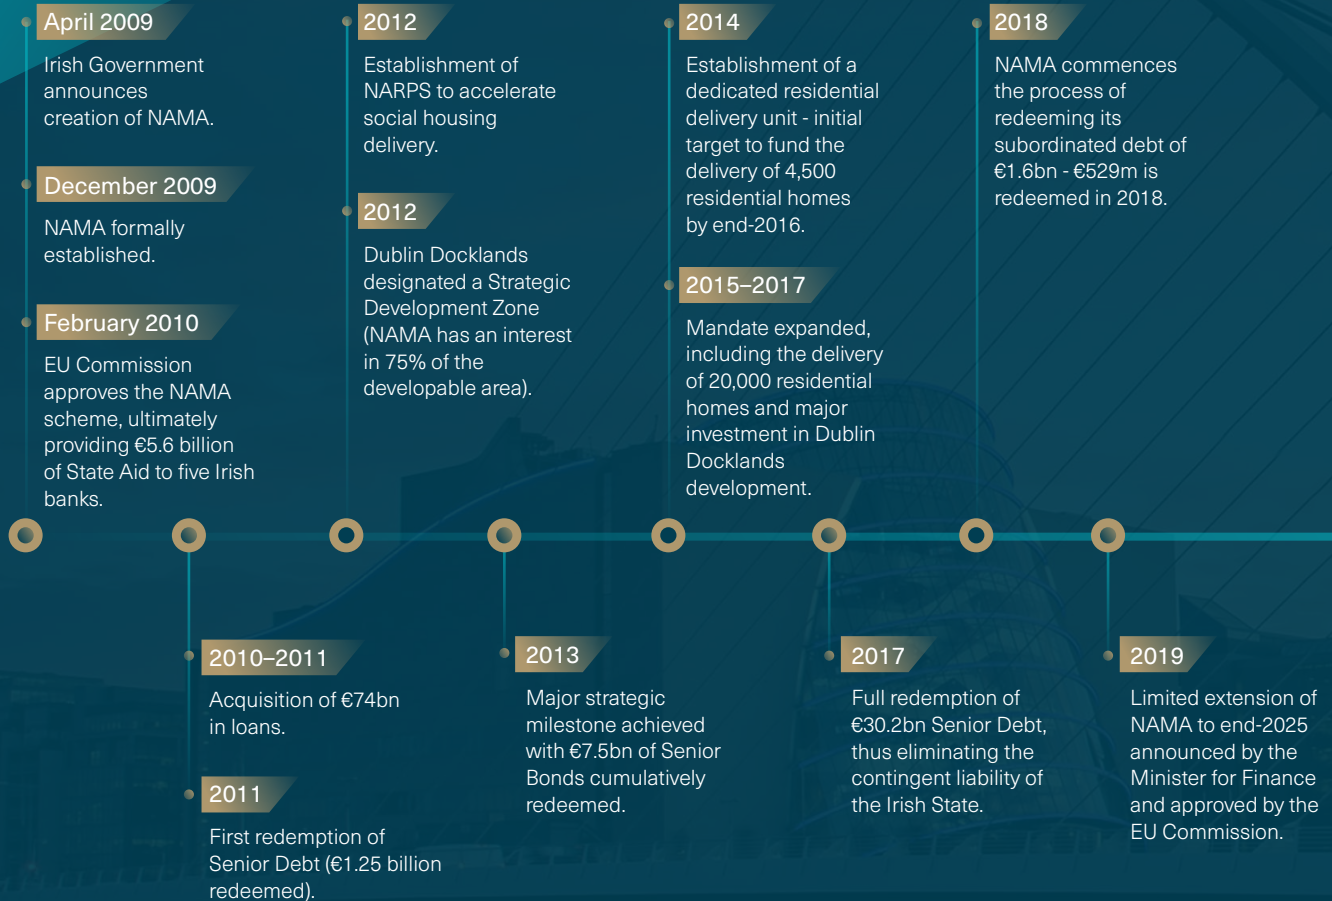 April 2009
Irish Government
announces
creation of NAMA.
December 2009
NAMA formally
established.
February 2010
EU Commission
approves the NAMA
scheme, ultimately
providing €5.6 billion
of State Aid to five Irish
banks.
2010–2011
Acquisition of €74bn
in loans.
2011
First redemption of
Senior Debt (€1.25 billion
redeemed).
2012
Establishment of
NARPS to accelerate
social housing
delivery.
2012
Dublin Docklands
designated a Strategic
Development Zone
(NAMA has an interest
in 75% of the
developable area).
2013
Major strategic
milestone achieved
with €7.5bn of Senior
Bonds cumulatively
redeemed.
2014
Establishment of a
dedicated residential
delivery unit - initial
target to fund the
delivery of 4,500
residential homes
by end-2016.
2015–2017
Mandate expanded,
including the delivery
of 20,000 residential
homes and major
investment in Dublin
Docklands
development.
2017
Full redemption of
€30.2bn Senior Debt,
thus eliminating the
contingent liability of
the Irish State.
2018
NAMA commences
the process of
redeeming its
subordinated debt of
€1.6bn - €529m is
redeemed in 2018.
2019
Limited extension of
NAMA to end-2025
announced by the
Minister for Finance
and approved by the
EU Commission.